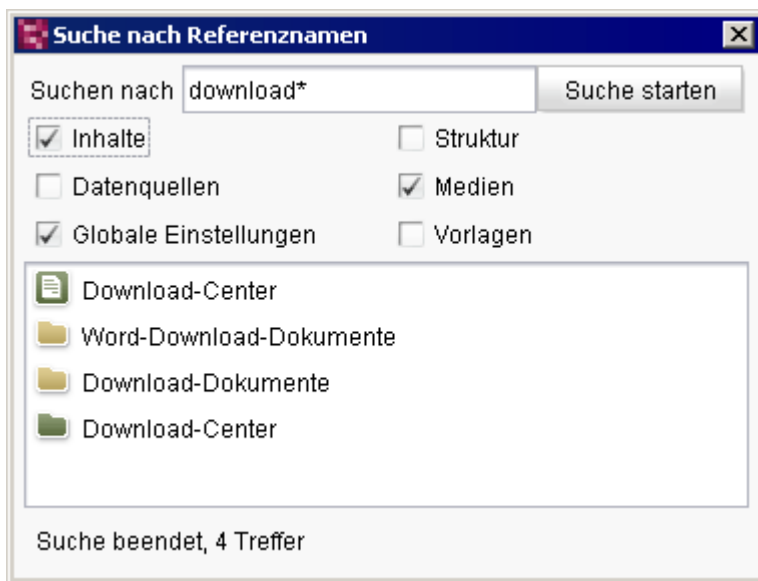 Suche nach Referenznamen
Suchen nach download* Suche starten
Inhalte Struktur
Datenquellen Medien
Globale Einstellungen Vorlagen
Download-Center
Word-Download-Dokumente
Download-Dokumente
Download-Center
Suche beendet, 4 Treffer